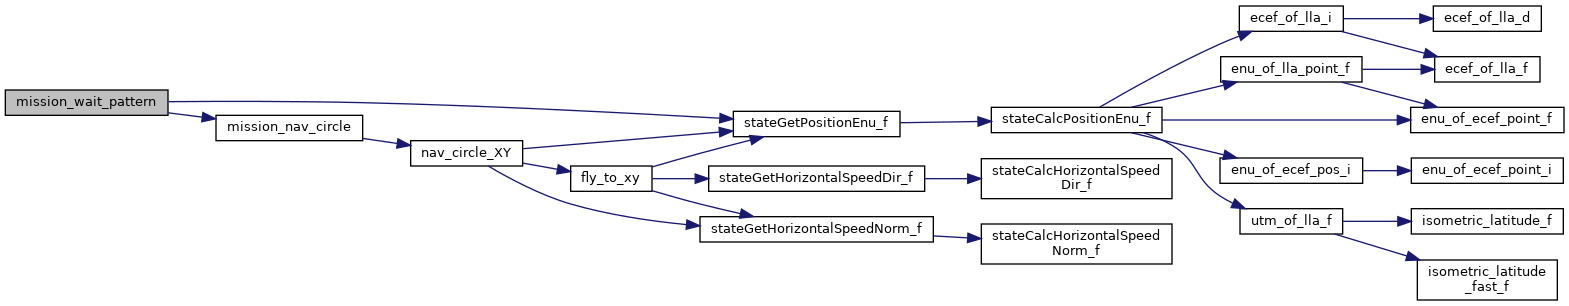 mission_wait_pattern
mission_nav_circle
nav_circle_XY
fly_to_xy
stateGetPositionEnu_f
stateGetHorizontalSpeedDir_f
stateGetHorizontalSpeedNorm_f
stateCalcPositionEnu_f
stateCalcHorizontalSpeed
Dir_f
stateCalcHorizontalSpeed
Norm_f
ecef_of_lla_i
enu_of_lla_point_f
enu_of_ecef_pos_i
utm_of_lla_f
ecef_of_lla_d
ecef_of_lla_f
enu_of_ecef_point_f
enu_of_ecef_point_i
isometric_latitude_f
isometric_latitude
_fast_f